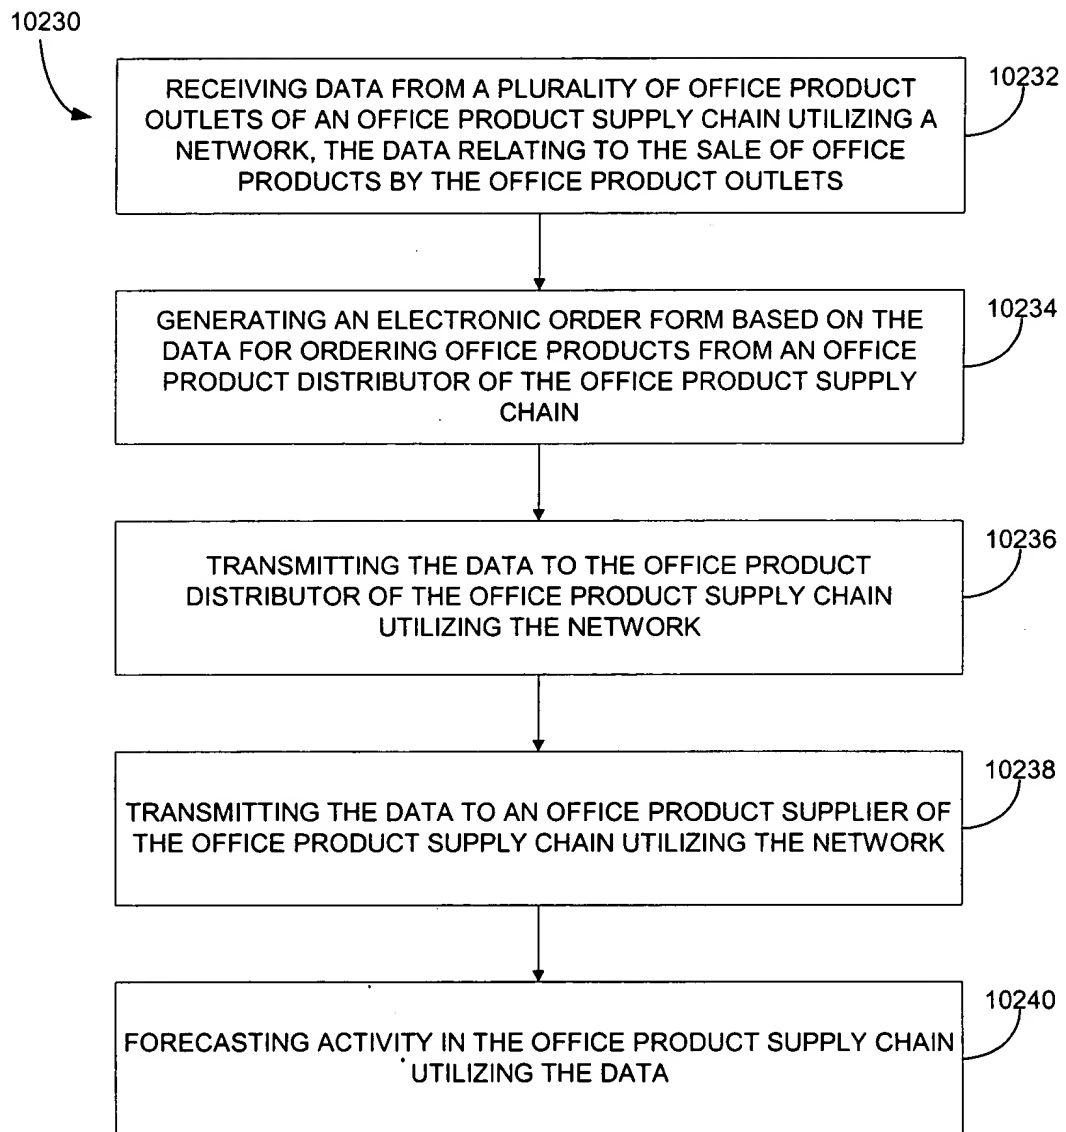 10230
RECEIVING DATA FROM A PLURALITY OF OFFICE PRODUCT
OUTLETS OF AN OFFICE PRODUCT SUPPLY CHAIN UTILIZING A
NETWORK, THE DATA RELATING TO THE SALE OF OFFICE
PRODUCTS BY THE OFFICE PRODUCT OUTLETS
10232
GENERATING AN ELECTRONIC ORDER FORM BASED ON THE
DATA FOR ORDERING OFFICE PRODUCTS FROM AN OFFICE
PRODUCT DISTRIBUTOR OF THE OFFICE PRODUCT SUPPLY
CHAIN
10234
TRANSMITTING THE DATA TO THE OFFICE PRODUCT
DISTRIBUTOR OF THE OFFICE PRODUCT SUPPLY CHAIN
UTILIZING THE NETWORK
10236
TRANSMITTING THE DATA TO AN OFFICE PRODUCT SUPPLIER OF
THE OFFICE PRODUCT SUPPLY CHAIN UTILIZING THE NETWORK
10238
FORECASTING ACTIVITY IN THE OFFICE PRODUCT SUPPLY CHAIN
UTILIZING THE DATA
10240